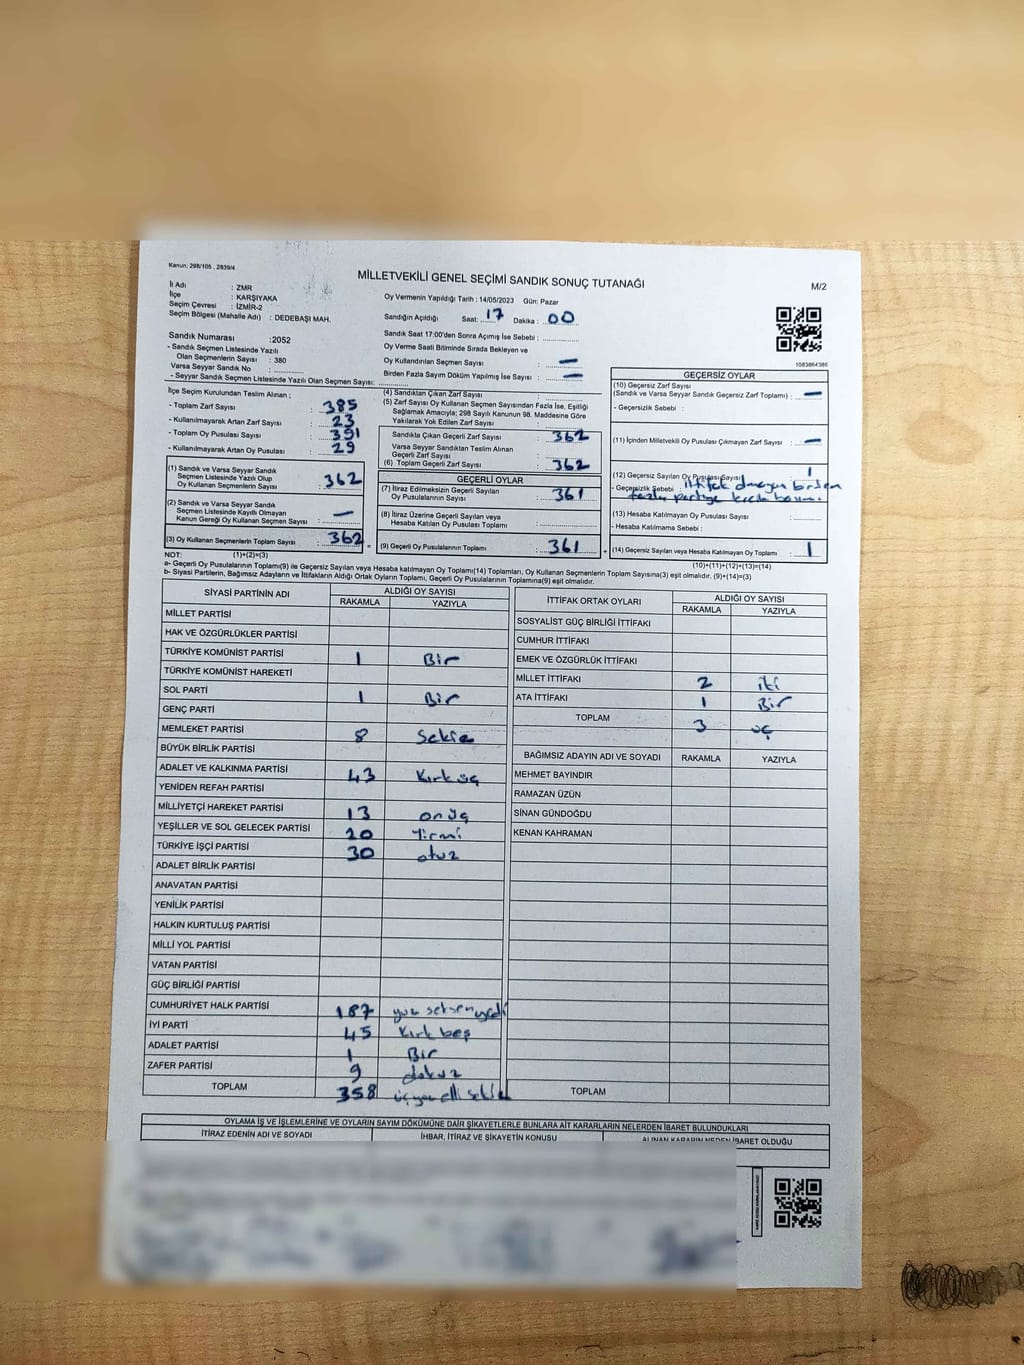 Kanun: 298/105 , 2839/4
MİLLETVEKİLİ GENEL SEÇİMİ SANDIK SONUÇ TUTANAĞI
M/2
İl Adı : ZMR
İlçe : KARŞIYAKA
Seçim Çevresi : İZMİR-2
Seçim Bölgesi (Mahalle Adı) : DEDEBAŞI MAH.
Oy Vermenin Yapıldığı Tarih : 14/05/2023 Gün: Pazar
Sandığın Açıldığı Saat: 17 Dakika : 00
Sandık Saat 17:00'den Sonra Açımış İse Sebebi :
Oy Verme Saati Bitiminde Sırada Bekleyen ve
Oy Kullandırılan Seçmen Sayısı : —
Birden Fazla Sayım Döküm Yapılmış İse Sayısı : —
Sandık Numarası :2052
- Sandık Seçmen Listesinde Yazılı
Olan Seçmenlerin Sayısı : 380
Varsa Seyyar Sandık No :
- Seyyar Sandık Seçmen Listesinde Yazılı Olan Seçmen Sayısı:
1083864386
İlçe Seçim Kurulundan Teslim Alınan ;
- Toplam Zarf Sayısı : 385
- Kullanılmayarak Artan Zarf Sayısı : 23
- Toplam Oy Pusulası Sayısı : 391
- Kullanılmayarak Artan Oy Pusulası : 29
(1) Sandık ve Varsa Seyyar Sandık
Seçmen Listesinde Yazılı Olup
Oy Kullanan Seçmenlerin Sayısı : 362
(2) Sandık ve Varsa Seyyar Sandık
Seçmen Listesinde Kayıtlı Olmayan
Kanun Gereği Oy Kullanan Seçmen Sayısı : —
(3) Oy Kullanan Seçmenlerin Toplam Sayısı : 362
(4) Sandıktan Çıkan Zarf Sayısı :
(5) Zarf Sayısı Oy Kullanan Seçmen Sayısından Fazla İse, Eşitliği
Sağlamak Amacıyla; 298 Sayılı Kanunun 98. Maddesine Göre
Yakılarak Yok Edilen Zarf Sayısı :
Sandıkta Çıkan Geçerli Zarf Sayısı : 362
Varsa Seyyar Sandıktan Teslim Alınan
Geçerli Zarf Sayısı :
(6) Toplam Geçerli Zarf Sayısı : 362
GEÇERLİ OYLAR
(7) İtiraz Edilmeksizin Geçerli Sayılan
Oy Pusulalarının Sayısı : 361
(8) İtiraz Üzerine Geçerli Sayılan veya
Hesaba Katılan Oy Pusulası Toplamı :
= (9) Geçerli Oy Pusulalarının Toplamı : 361
GEÇERSİZ OYLAR
(10) Geçersiz Zarf Sayısı
(Sandık ve Varsa Seyyar Sandık Geçersiz Zarf Toplamı) : —
- Geçersizlik Sebebi :
(11) İçinden Milletvekili Oy Pusulası Çıkmayan Zarf Sayısı : —
(12) Geçersiz Sayılan Oy Pusulası Sayısı : 1
- Geçersizlik Sebebi : ittifak olmayan birden
fazla partiye
(13) Hesaba Katılmayan Oy Pusulası Sayısı :
- Hesaba Katılmama Sebebi :
+ (14) Geçersiz Sayılan veya Hesaba Katılmayan Oy Toplamı : 1
NOT: (1)+(2)=(3)
(10)+(11)+(12)+(13)=(14)
a- Geçerli Oy Pusulalarının Toplamı(9) ile Geçersiz Sayılan veya Hesaba katılmayan Oy Toplamı(14) Toplamları, Oy Kullanan Seçmenlerin Toplam Sayısına(3) eşit olmalıdır. (9)+(14)=(3)
b- Siyasi Partilerin, Bağımsız Adayların ve İttifakların Aldığı Ortak Oyların Toplamı, Geçerli Oy Pusulalarının Toplamına(9) eşit olmalıdır.
SİYASİ PARTİNİN ADI ALDIĞI OY SAYISI
RAKAMLA YAZIYLA
MİLLET PARTİSİ
HAK VE ÖZGÜRLÜKLER PARTİSİ
TÜRKİYE KOMÜNİST PARTİSİ 1 Bir
TÜRKİYE KOMÜNİST HAREKETİ
SOL PARTİ 1 Bir
GENÇ PARTİ
MEMLEKET PARTİSİ 8 Sekiz
BÜYÜK BİRLİK PARTİSİ
ADALET VE KALKINMA PARTİSİ 43 Kırk üç
YENİDEN REFAH PARTİSİ
MİLLİYETÇİ HAREKET PARTİSİ 13 onüç
YEŞİLLER VE SOL GELECEK PARTİSİ 20 Yirmi
TÜRKİYE İŞÇİ PARTİSİ 30 otuz
ADALET BİRLİK PARTİSİ
ANAVATAN PARTİSİ
YENİLİK PARTİSİ
HALKIN KURTULUŞ PARTİSİ
MİLLİ YOL PARTİSİ
VATAN PARTİSİ
GÜÇ BİRLİĞİ PARTİSİ
CUMHURİYET HALK PARTİSİ 187 yüz seksen yedi
İYİ PARTİ 45 Kırk beş
ADALET PARTİSİ 1 Bir
ZAFER PARTİSİ 9 dokuz
TOPLAM 358 üçyüz elli sekiz
İTTİFAK ORTAK OYLARI ALDIĞI OY SAYISI
RAKAMLA YAZIYLA
SOSYALİST GÜÇ BİRLİĞİ İTTİFAKI
CUMHUR İTTİFAKI
EMEK VE ÖZGÜRLÜK İTTİFAKI
MİLLET İTTİFAKI 2 iki
ATA İTTİFAKI 1 Bir
TOPLAM 3 üç
BAĞIMSIZ ADAYIN ADI VE SOYADI RAKAMLA YAZIYLA
MEHMET BAYINDIR
RAMAZAN ÜZÜN
SİNAN GÜNDOĞDU
KENAN KAHRAMAN
TOPLAM
OYLAMA İŞ VE İŞLEMLERİNE VE OYLARIN SAYIM DÖKÜMÜNE DAİR ŞİKAYETLERLE BUNLARA AİT KARARLARIN NELERDEN İBARET BULUNDUKLARI
İTİRAZ EDENİN ADI VE SOYADI İHBAR, İTİRAZ VE ŞİKAYETİN KONUSU ALINAN KARARIN NEDEN İBARET OLDUĞU